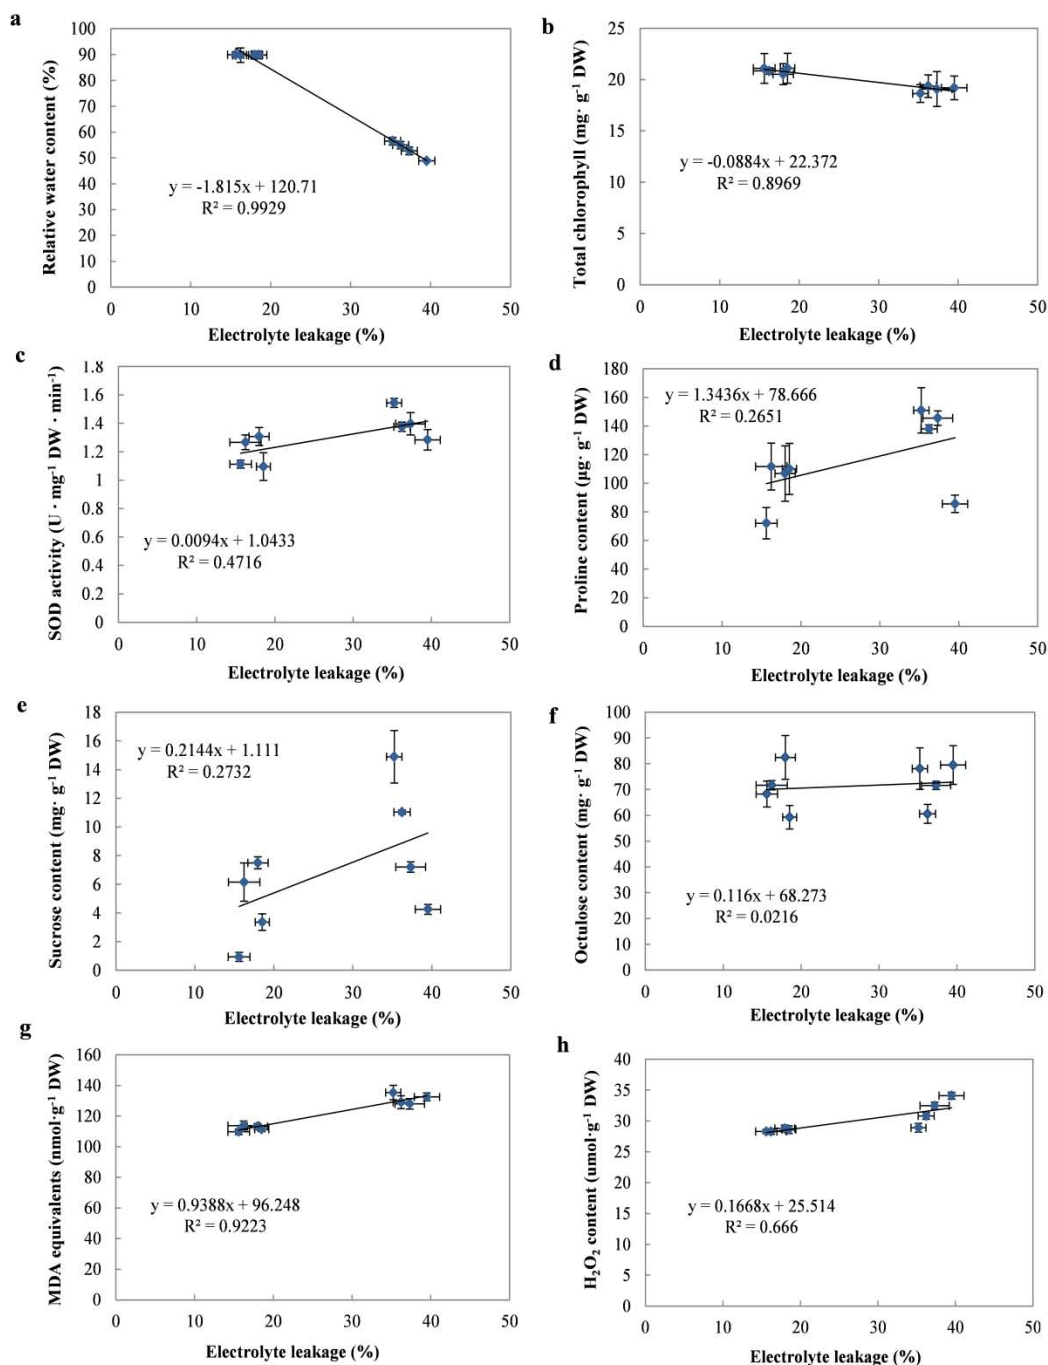 a
Relative water content (%)
100
90
80
70
60
50
40
30
20
10
0
y = -1.815x + 120.71
R² = 0.9929
0 10 20 30 40 50
Electrolyte leakage (%)
b
Total chlorophyll (mg· g⁻¹ DW)
25
20
15
10
5
0
y = -0.0884x + 22.372
R² = 0.8969
0 10 20 30 40 50
Electrolyte leakage (%)
c
SOD activity (U · mg⁻¹ DW · min⁻¹)
1.8
1.6
1.4
1.2
1
0.8
0.6
0.4
0.2
0
y = 0.0094x + 1.0433
R² = 0.4716
0 10 20 30 40 50
Electrolyte leakage (%)
d
Proline content (µg· g⁻¹ DW)
180
160
140
120
100
80
60
40
20
0
y = 1.3436x + 78.666
R² = 0.2651
0 10 20 30 40 50
Electrolyte leakage (%)
e
Sucrose content (mg· g⁻¹ DW)
18
16
14
12
10
8
6
4
2
0
y = 0.2144x + 1.111
R² = 0.2732
0 10 20 30 40 50
Electrolyte leakage (%)
f
Octulose content (mg· g⁻¹ DW)
100
90
80
70
60
50
40
30
20
10
0
y = 0.116x + 68.273
R² = 0.0216
0 10 20 30 40 50
Electrolyte leakage (%)
g
MDA equivalents (nmol·g⁻¹ DW)
160
140
120
100
80
60
40
20
0
y = 0.9388x + 96.248
R² = 0.9223
0 10 20 30 40 50
Electrolyte leakage (%)
h
H₂O₂ content (umol·g⁻¹ DW)
40
35
30
25
20
15
10
5
0
y = 0.1668x + 25.514
R² = 0.666
0 10 20 30 40 50
Electrolyte leakage (%)